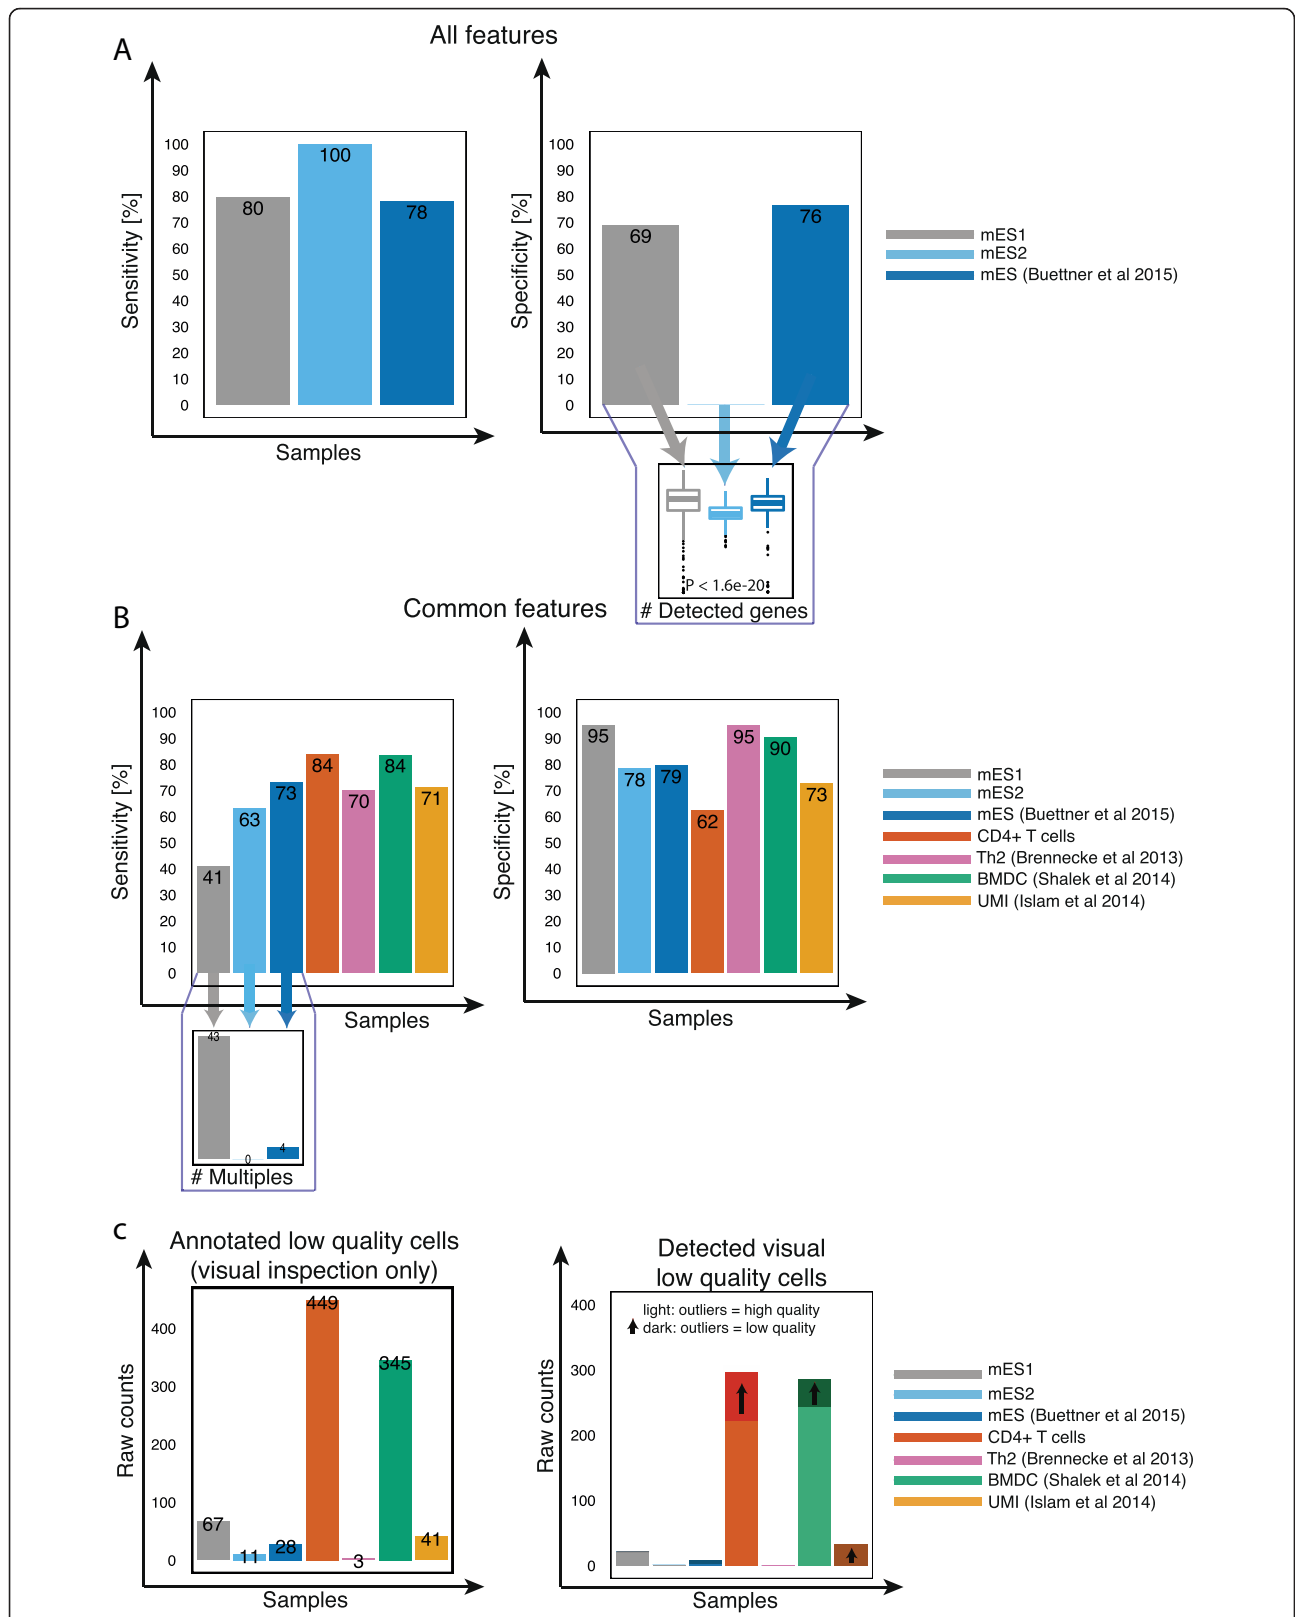 A
All features
Sensitivity [%]
100
90
80
70
60
50
40
30
20
10
0
80
100
78
Samples
Specificity [%]
100
90
80
70
60
50
40
30
20
10
0
69
76
mES1
mES2
mES (Buettner et al 2015)
P < 1.6e-20
# Detected genes
B
Common features
Sensitivity [%]
100
90
80
70
60
50
40
30
20
10
0
41
63
73
84
70
84
71
Samples
43
0
4
# Multiples
Specificity [%]
100
90
80
70
60
50
40
30
20
10
0
95
78
79
62
95
90
73
Samples
mES1
mES2
mES (Buettner et al 2015)
CD4+ T cells
Th2 (Brennecke et al 2013)
BMDC (Shalek et al 2014)
UMI (Islam et al 2014)
C
Annotated low quality cells
(visual inspection only)
Raw counts
400
300
200
100
0
67
11
28
449
3
345
41
Samples
Detected visual
low quality cells
Raw counts
400
300
200
100
0
light: outliers = high quality
dark: outliers = low quality
Samples
mES1
mES2
mES (Buettner et al 2015)
CD4+ T cells
Th2 (Brennecke et al 2013)
BMDC (Shalek et al 2014)
UMI (Islam et al 2014)